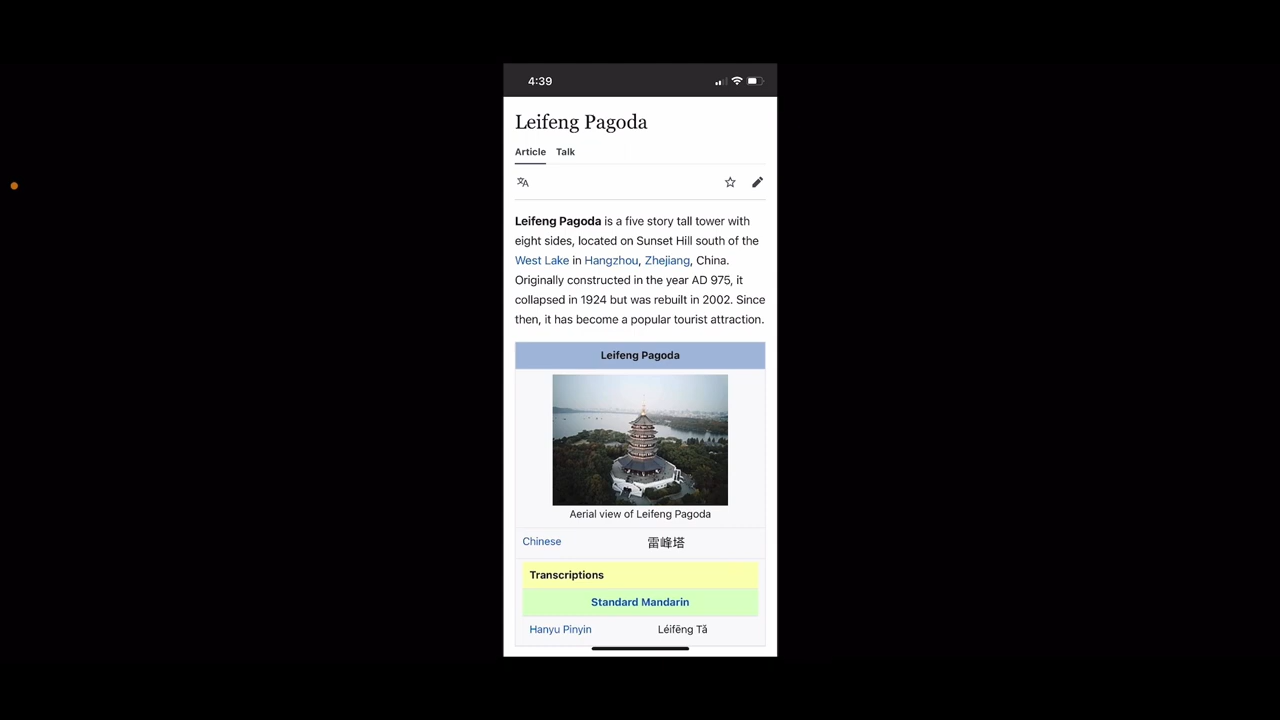 4:39
Leifeng Pagoda
Article Talk
Leifeng Pagoda is a five story tall tower with
eight sides, located on Sunset Hill south of the
West Lake in Hangzhou, Zhejiang, China.
Originally constructed in the year AD 975, it
collapsed in 1924 but was rebuilt in 2002. Since
then, it has become a popular tourist attraction.
Leifeng Pagoda
Aerial view of Leifeng Pagoda
Chinese 雷峰塔
Transcriptions
Standard Mandarin
Hanyu Pinyin Léifēng Tǎ